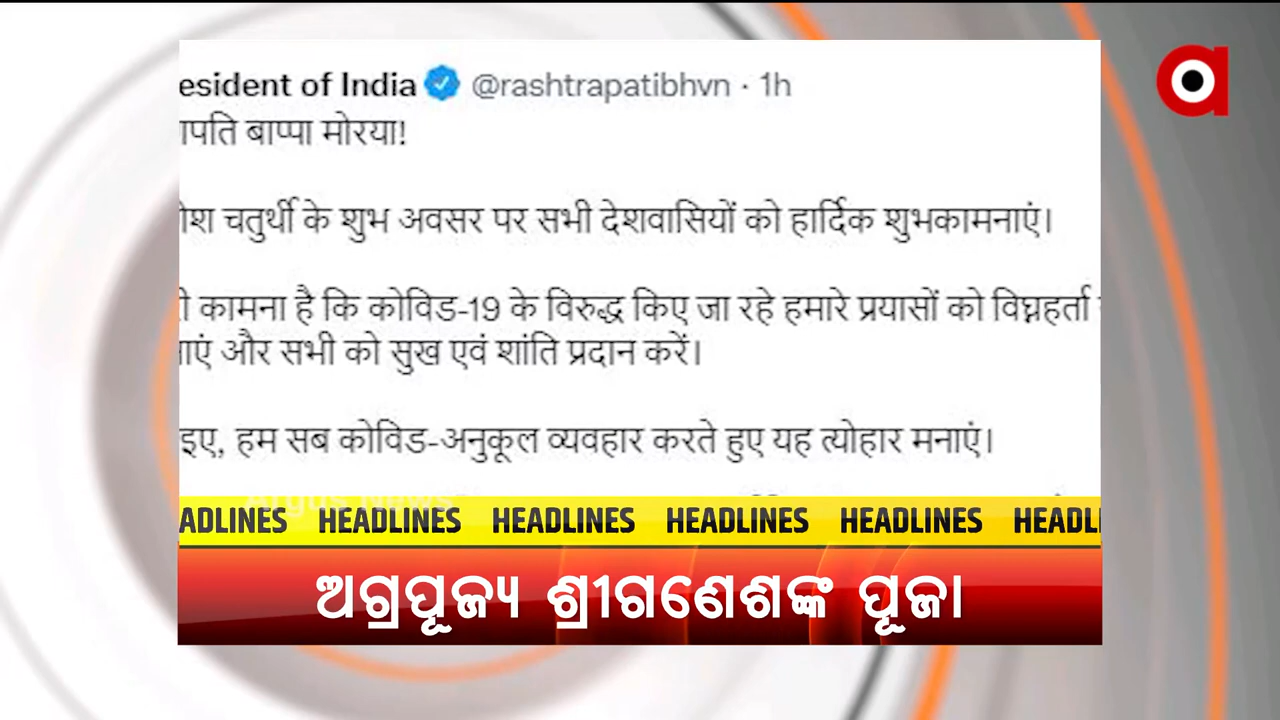 esident of India @rashtrapatibhvn · 1h
बाप्पा मोरया!
चतुर्थी के शुभ अवसर पर सभी देशवासियों को हार्दिक शुभकामनाएं।
कामना है कि कोविड-19 के विरुद्ध किए जा रहे हमारे प्रयासों को विघ्नहर्ता
और सभी को सुख एवं शांति प्रदान करें।
इए, हम सब कोविड-अनुकूल व्यवहार करते हुए यह त्योहार मनाएं।
Argus News
ADLINES HEADLINES HEADLINES HEADLINES HEADLINES HEADL
ଅଗ୍ରପୂଜ୍ୟ ଶ୍ରୀଗଣେଶଙ୍କ ପୂଜା